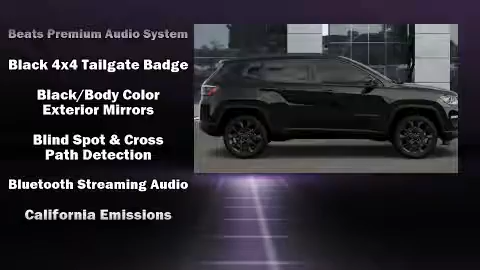 Beats Premium Audio System
Black 4x4 Tailgate Badge
Black/Body Color
Exterior Mirrors
Blind Spot & Cross
Path Detection
Bluetooth Streaming Audio
California Emissions